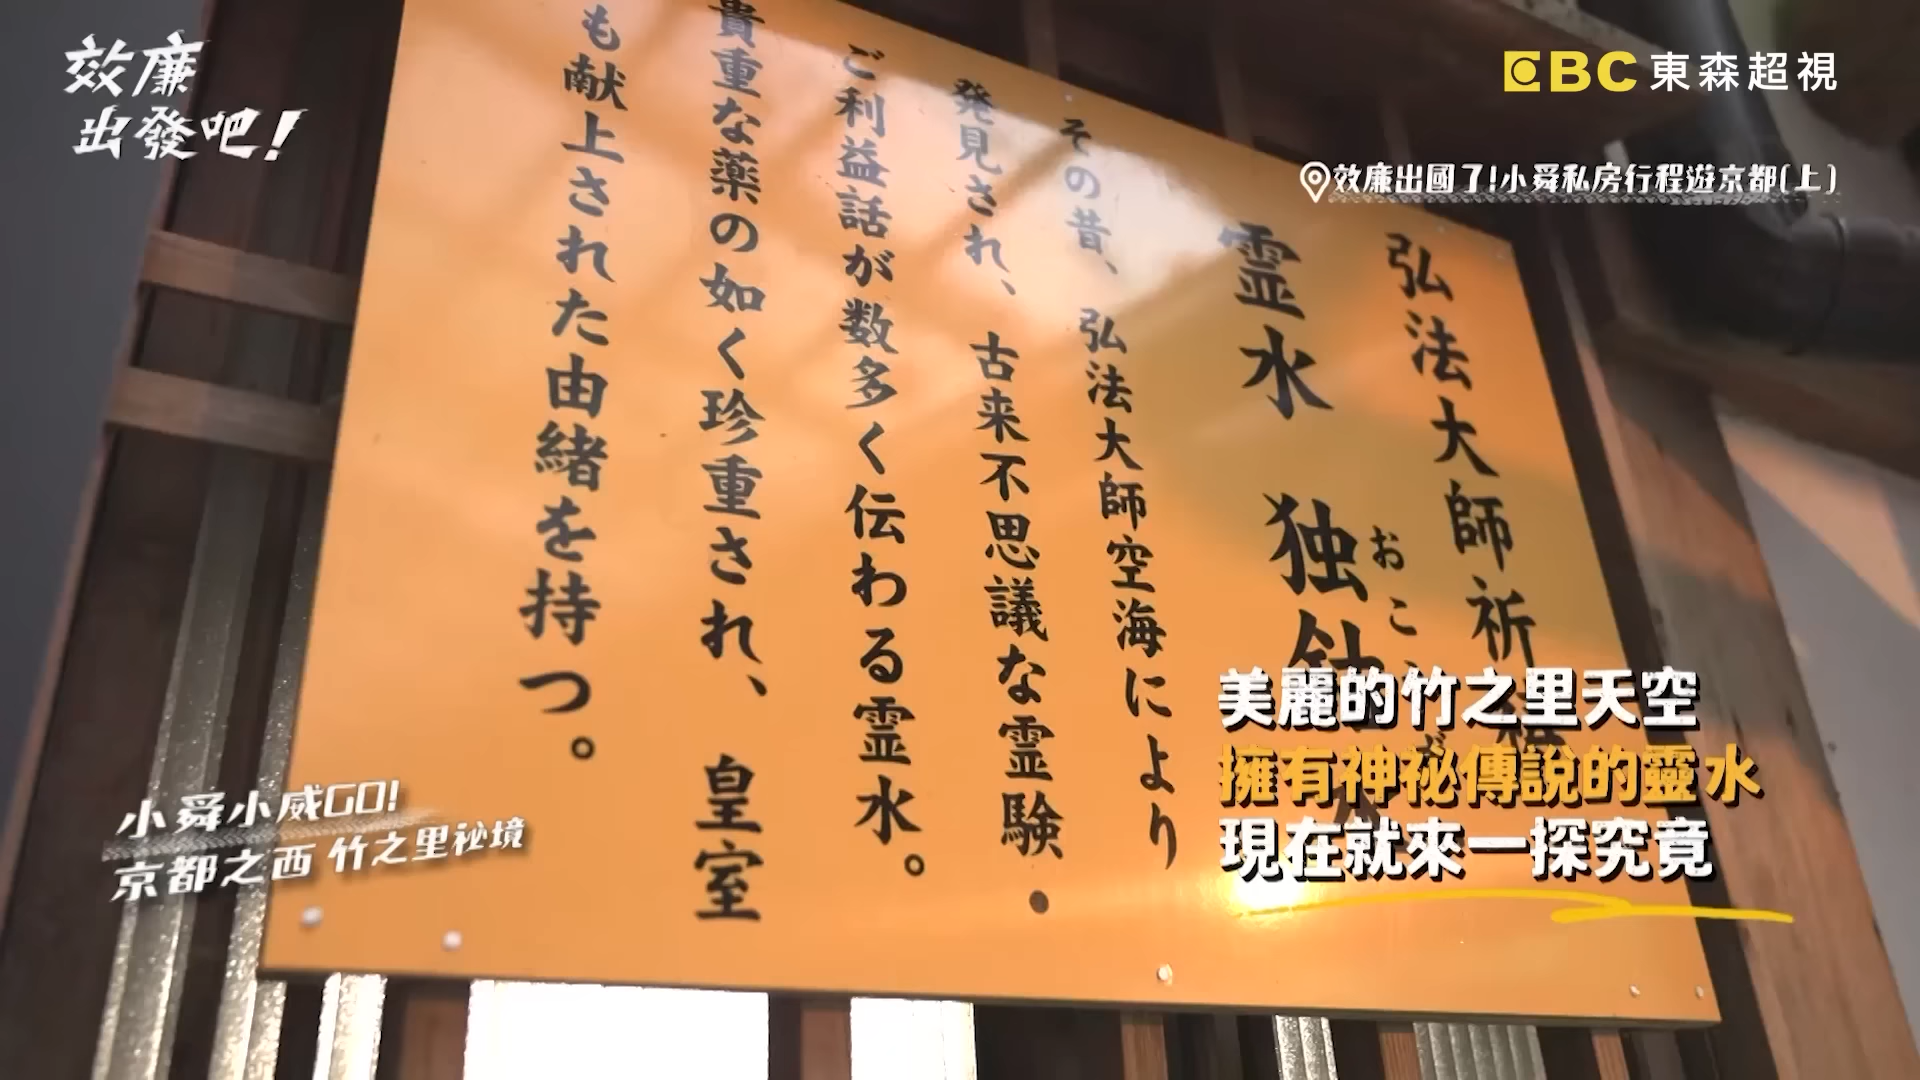 效廉
出發吧!
EBC 東森超視
效廉出國了!小舜私房行程遊京都(上)
弘法大師祈
霊水 独鈷
おこ
その昔、弘法大師空海により
発見され、古来不思議な霊験・
ご利益話が数多く伝わる霊水。
貴重な薬の如く珍重され、皇室
も献上された由緒を持つ。
美麗的竹之里天空
擁有神祕傳說的靈水
現在就來一探究竟
小舜小威GO!
京都之西 竹之里祕境